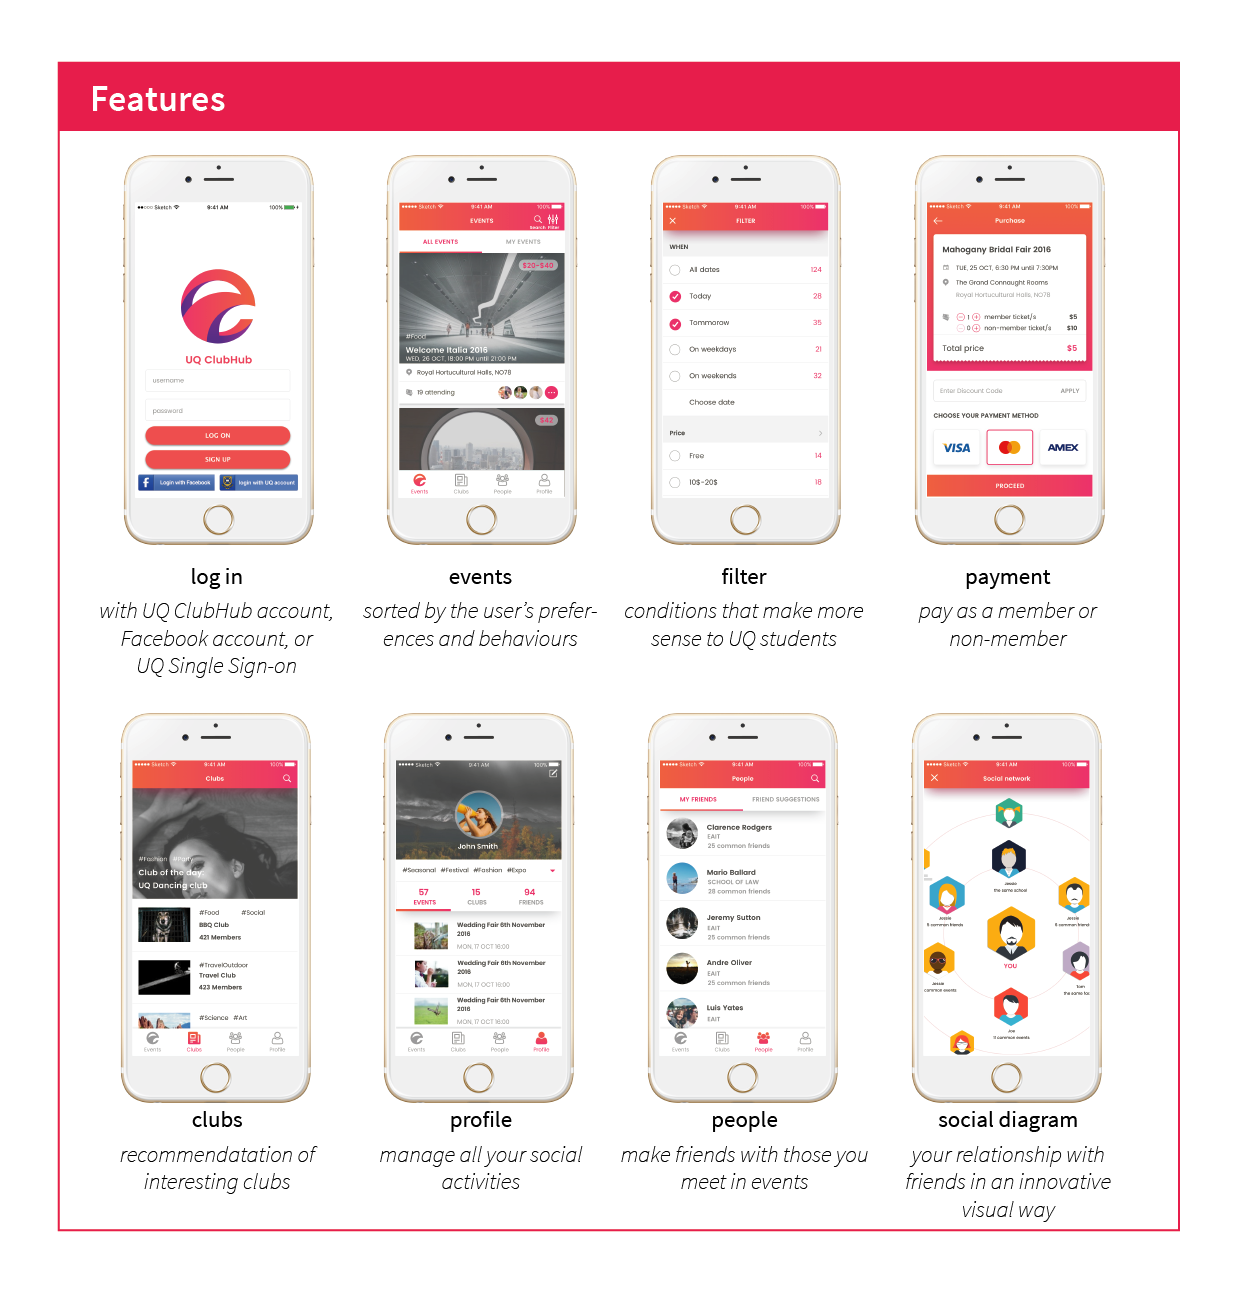 Features
●●○○○ Sketch 9:41 AM 100%
UQ ClubHub
username
password
LOG ON
SIGN UP
f Login with Facebook login with UQ account
log in
with UQ ClubHub account,
Facebook account, or
UQ Single Sign-on
●●●●● Sketch 9:41 AM 100%
EVENTS
Search Filter
ALL EVENTS MY EVENTS
$20-$40
#Food
Welcome Italia 2016
WED, 26 OCT, 18:00 PM until 21:00 PM
Royal Hortucultural Halls, NO78
19 attending
$42
Events Clubs People Profile
events
sorted by the user's prefer-
ences and behaviours
●●●●● Sketch 9:41 AM 100%
FILTER
WHEN
All dates 124
Today 28
Tommorow 35
On weekdays 21
On weekends 32
Choose date
Price
Free 14
10$-20$ 18
filter
conditions that make more
sense to UQ students
●●●●● Sketch 9:41 AM 100%
Purchase
Mahogany Bridal Fair 2016
TUE, 25 OCT, 6:30 PM until 7:30PM
The Grand Connaught Rooms
Royal Hortucultural Halls, NO78
1 member ticket/s $5
0 non-member ticket/s $10
Total price $5
Enter Discount Code APPLY
CHOOSE YOUR PAYMENT METHOD
VISA AMEX
PROCEED
payment
pay as a member or
non-member
●●●●● Sketch 9:41 AM 100%
Clubs
#Fashion #Party
Club of the day:
UQ Dancing club
#Food #Social
BBQ Club
421 Members
#TravelOutdoor
Travel Club
423 Members
#Science #Art
Events Clubs People Profile
clubs
recommendatation of
interesting clubs
●●●●● Sketch 9:41 AM 100%
John Smith
#Seasonal #Festival #Fashion #Expo
57 15 94
EVENTS CLUBS FRIENDS
Wedding Fair 6th November
2016
MON, 17 OCT 16:00
Wedding Fair 6th November
2016
MON, 17 OCT 16:00
Wedding Fair 6th November
2016
MON, 17 OCT 16:00
Events Clubs People Profile
profile
manage all your social
activities
●●●●● Sketch 9:41 AM 100%
People
MY FRIENDS FRIEND SUGGESTIONS
Clarence Rodgers
EAIT
25 common friends
Mario Ballard
SCHOOL OF LAW
28 common friends
Jeremy Sutton
EAIT
25 common friends
Andre Oliver
EAIT
25 common friends
Luis Yates
EAIT
Events Clubs People Profile
people
make friends with those you
meet in events
●●●●● Sketch 9:41 AM 100%
Social network
Jessie
the same school
Jessie
11 common friends
Jessie
5 common friend
YOU
Jessie
common events
Tom
the same fac
Joe
11 common events
social diagram
your relationship with
friends in an innovative
visual way